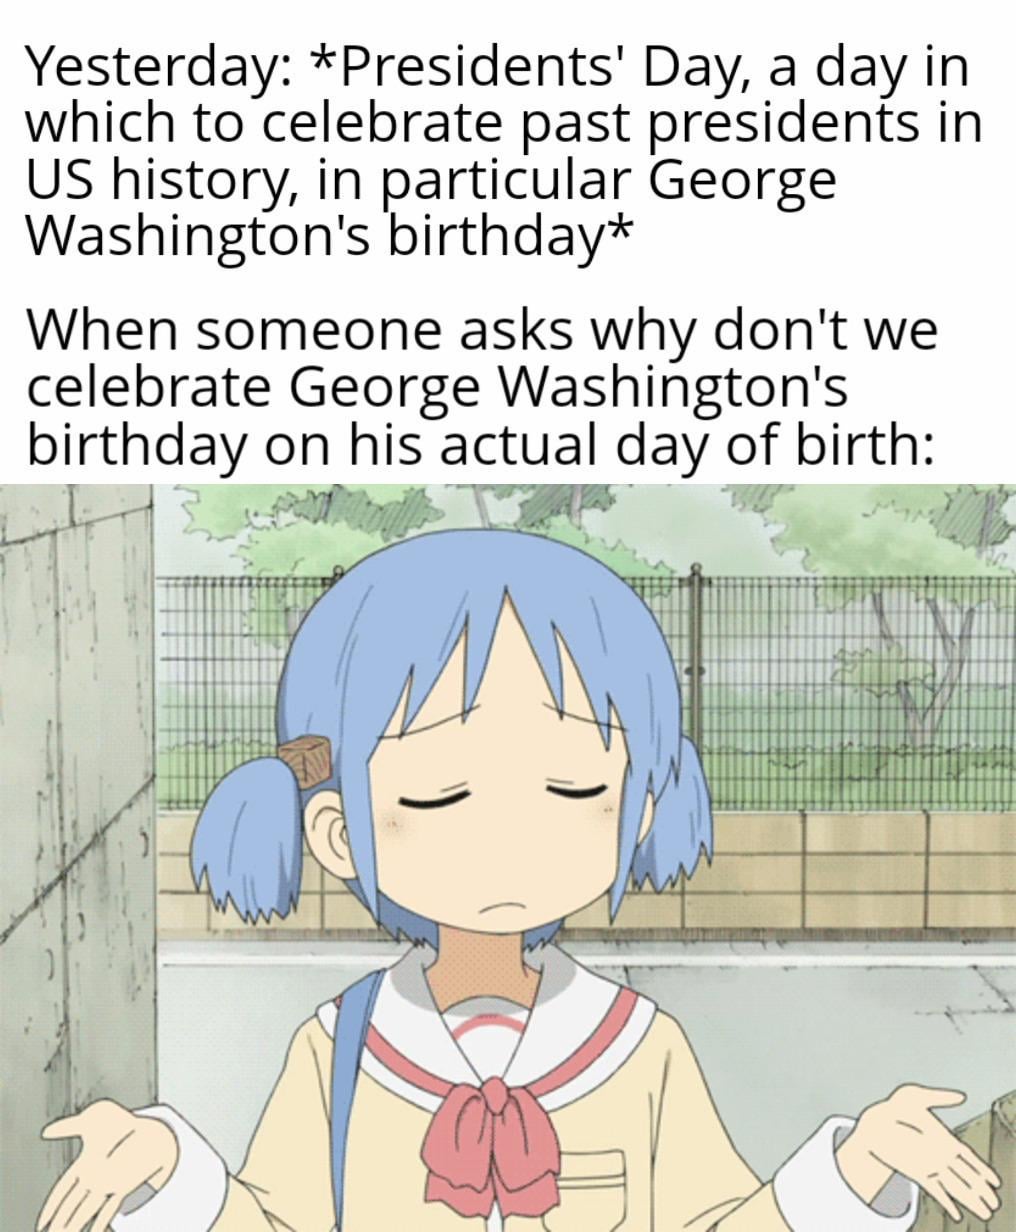 Yesterday: *Presidents' Day, a day in
which to celebrate past presidents in
US history, in particular George
Washington's birthday*
When someone asks why don't we
celebrate George Washington's
birthday on his actual day of birth: